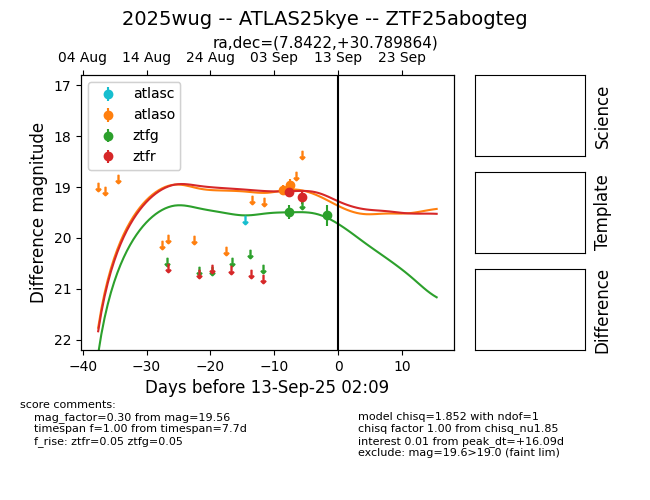 2025wug -- ATLAS25kye -- ZTF25abogteg
ra,dec=(7.8422,+30.789864)
04 Aug 14 Aug 24 Aug 03 Sep 13 Sep 23 Sep
17
18
19
20
21
22
Difference magnitude
atlasc
atlaso
ztfg
ztfr
−40 −30 −20 −10 0 10
Days before 13-Sep-25 02:09
Science
Template
Difference
score comments:
mag_factor=0.30 from mag=19.56
timespan f=1.00 from timespan=7.7d
f_rise: ztfr=0.05 ztfg=0.05
model chisq=1.852 with ndof=1
chisq factor 1.00 from chisq_nu1.85
interest 0.01 from peak_dt=+16.09d
exclude: mag=19.6>19.0 (faint lim)